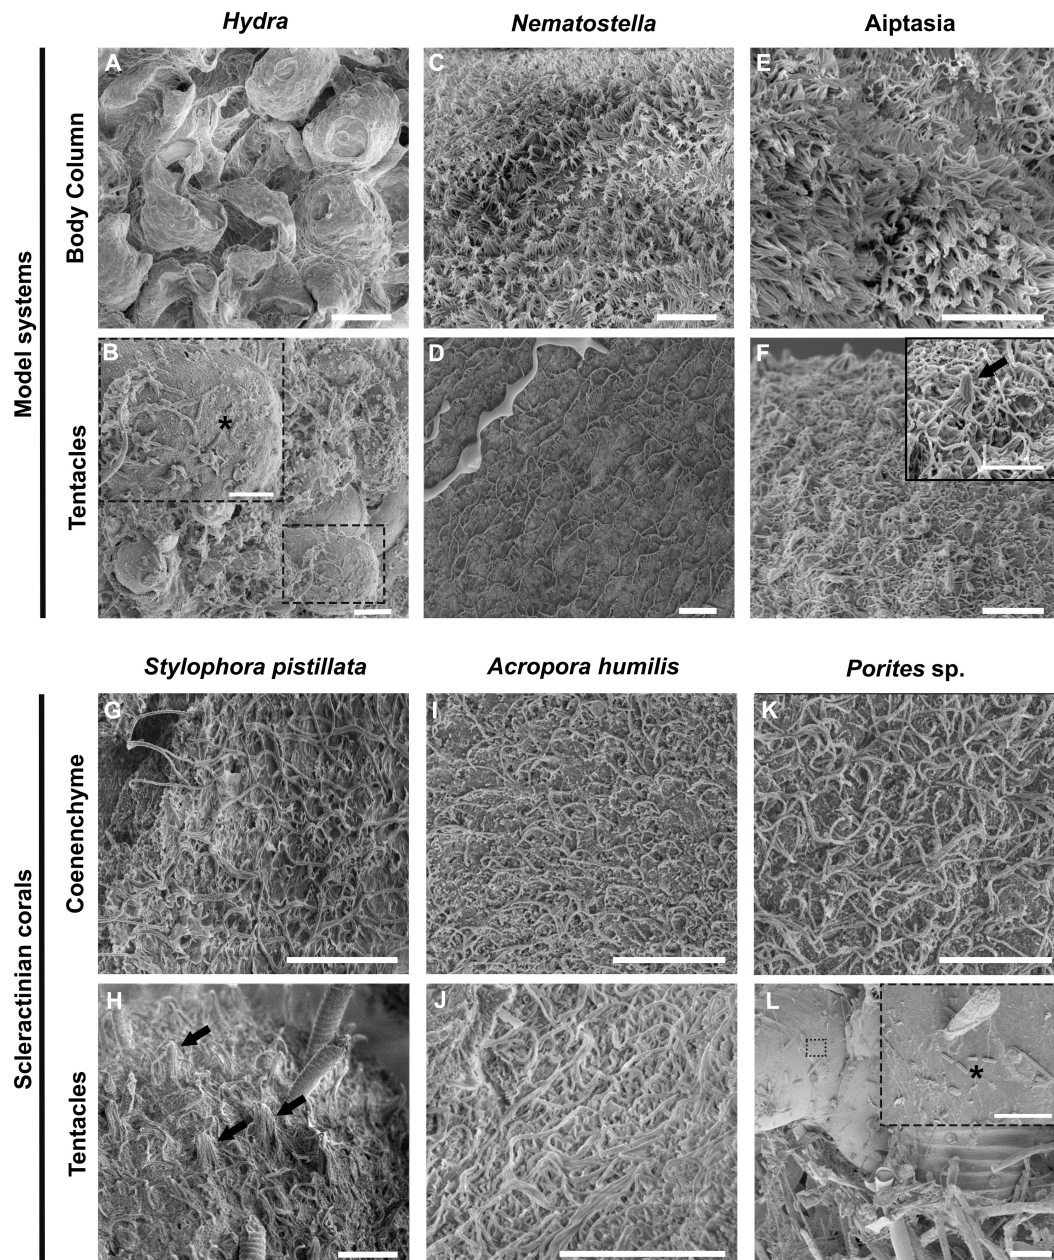 Hydra
Nematostella
Aiptasia
Model systems
Body Column
A
C
E
Tentacles
B
*
D
F
Stylophora pistillata
Acropora humilis
Porites sp.
Scleractinian corals
Coenenchyme
G
I
K
Tentacles
H
J
L
*